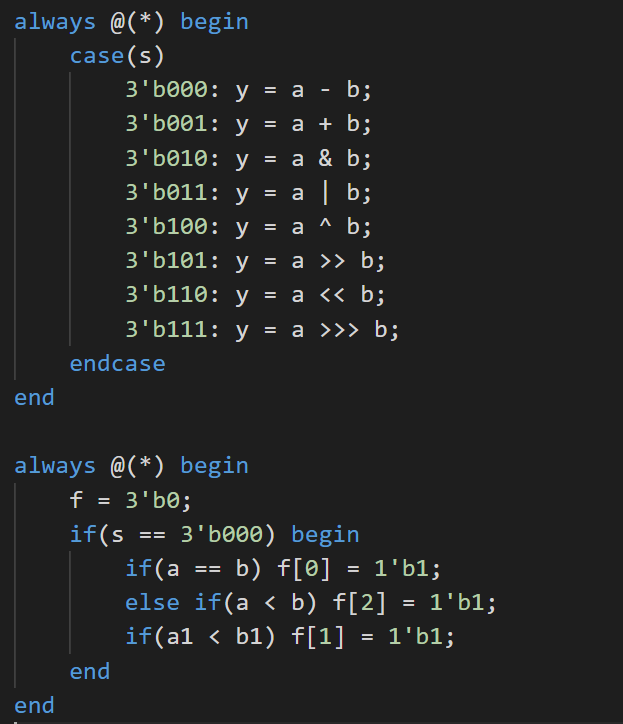 always @(*) begin
case(s)
3'b000: y = a - b;
3'b001: y = a + b;
3'b010: y = a & b;
3'b011: y = a | b;
3'b100: y = a ^ b;
3'b101: y = a >> b;
3'b110: y = a << b;
3'b111: y = a >>> b;
endcase
end
always @(*) begin
f = 3'b0;
if(s == 3'b000) begin
if(a == b) f[0] = 1'b1;
else if(a < b) f[2] = 1'b1;
if(a1 < b1) f[1] = 1'b1;
end
end